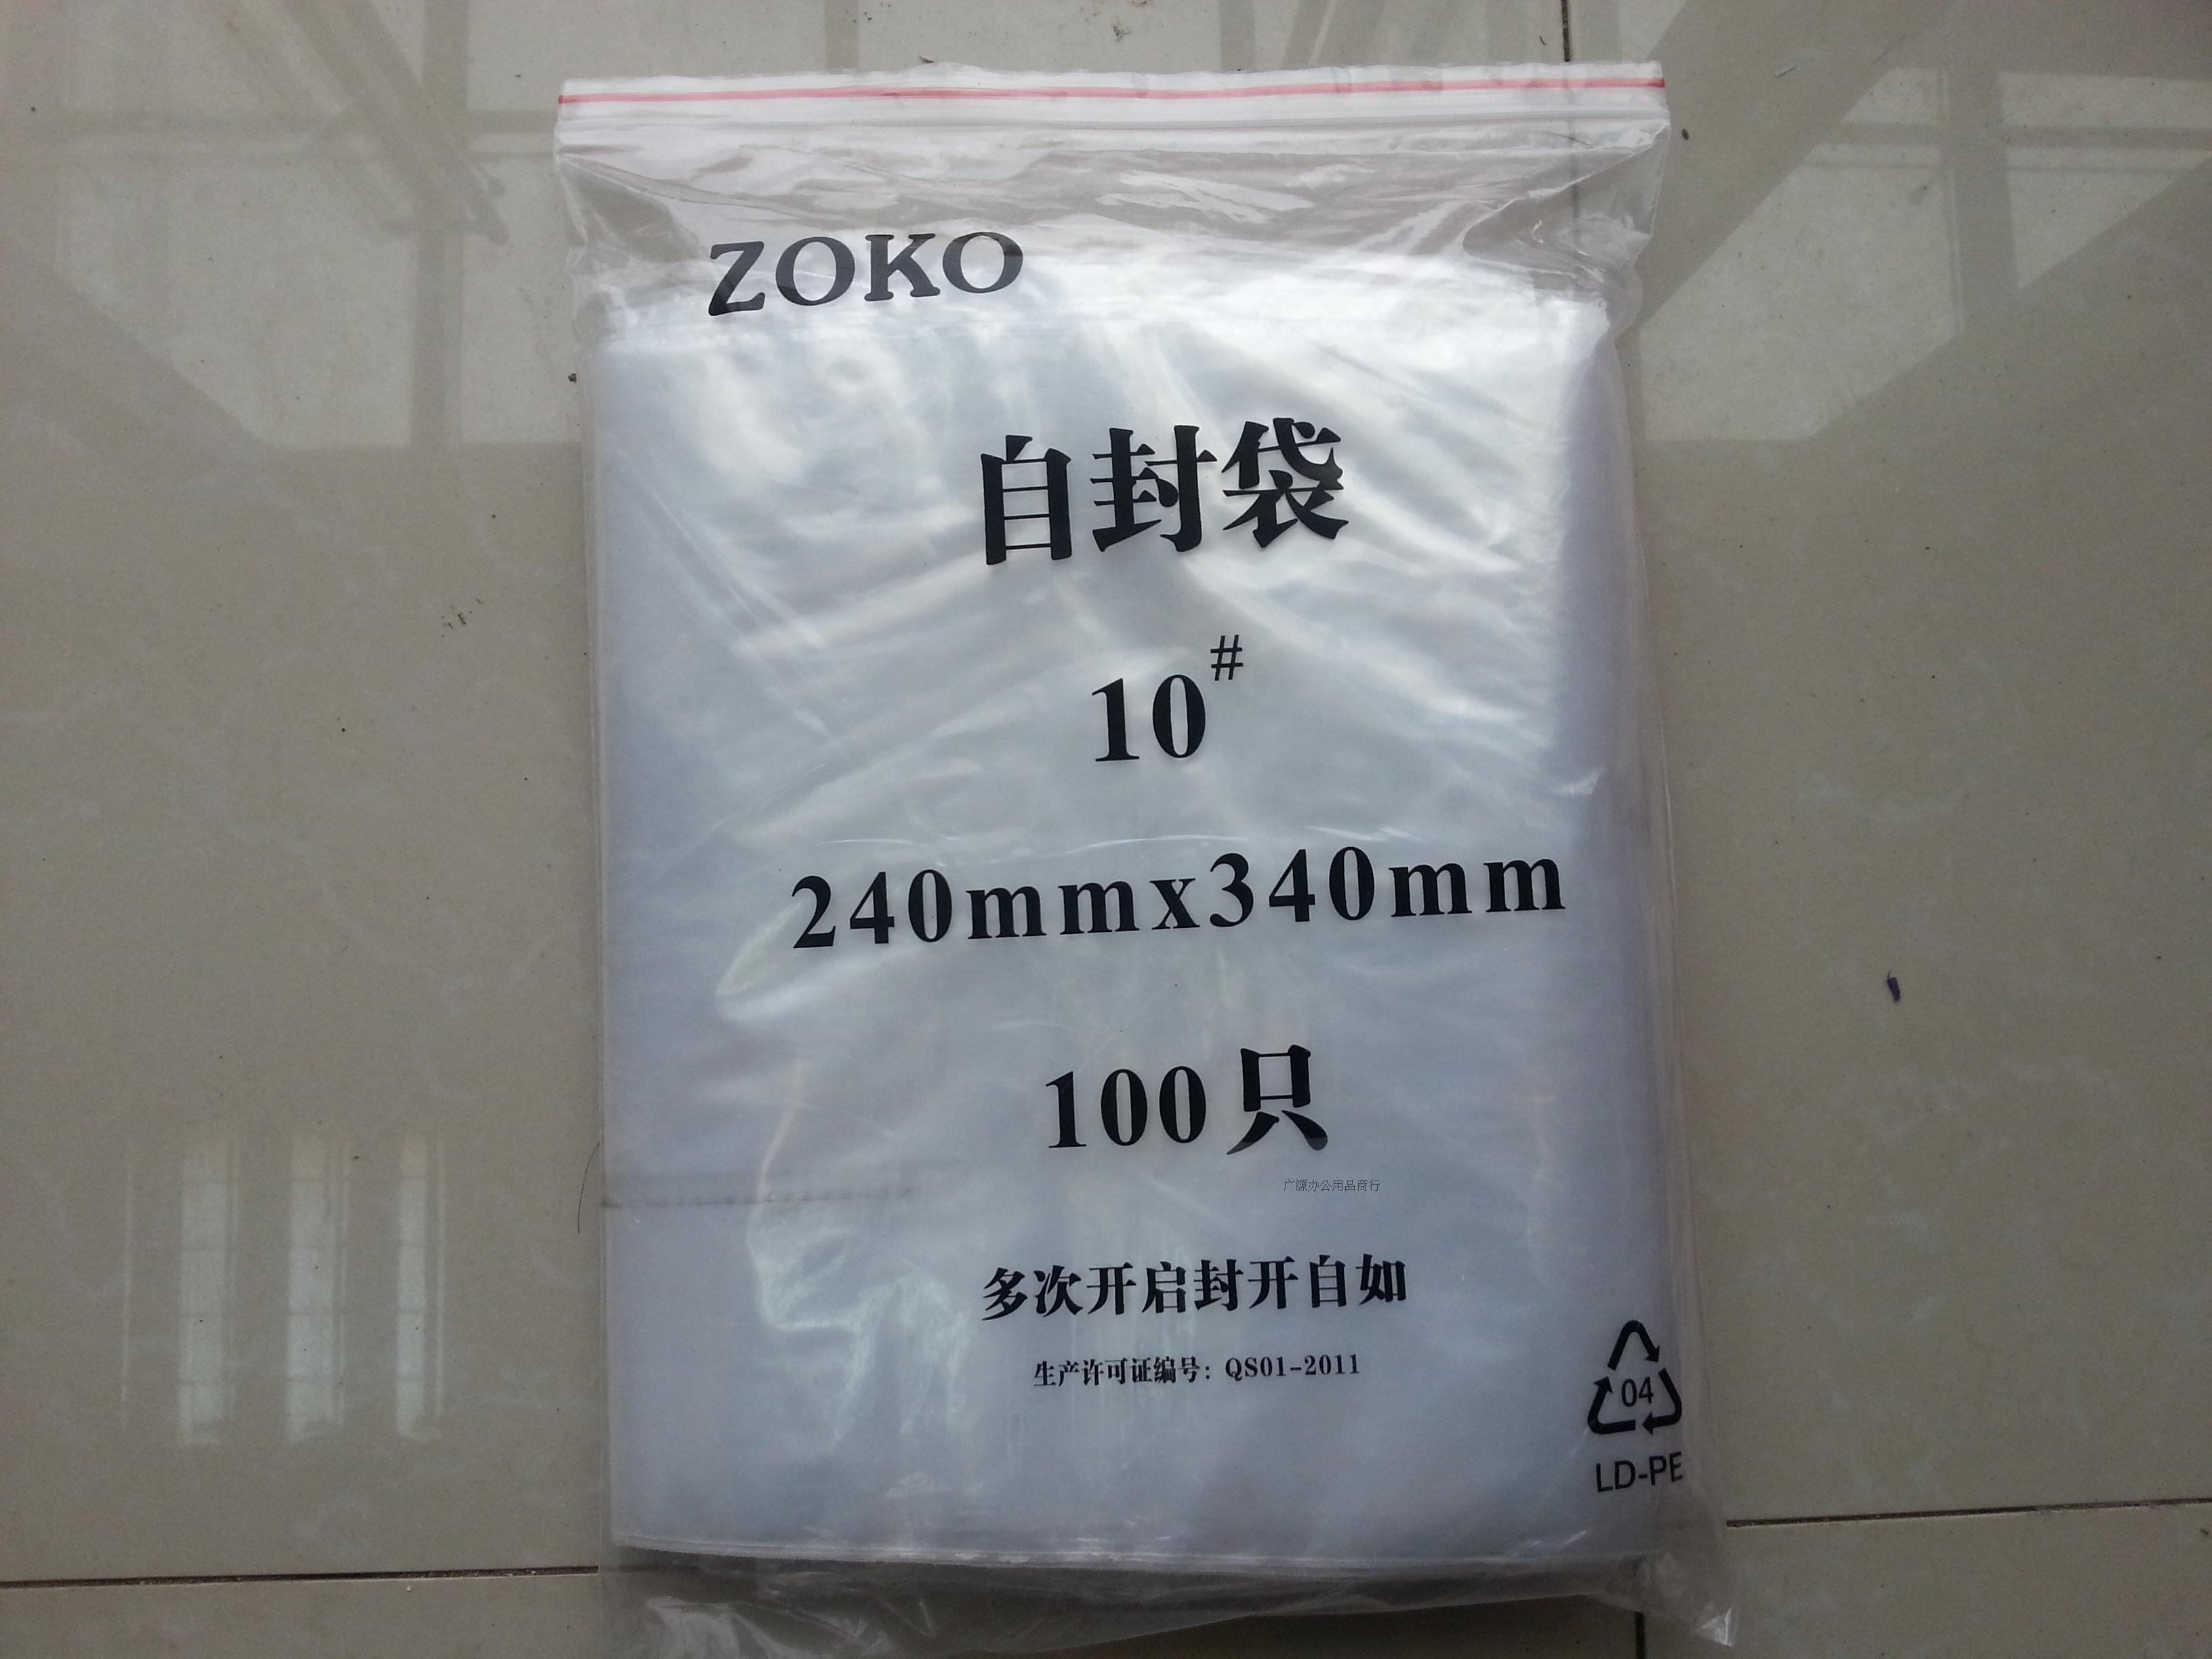 ZOKO
自封袋
10#
240mmx340mm
100只
广源办公用品商行
多次开启封开自如
生产许可证编号：QS01-2011
04
LD-PE